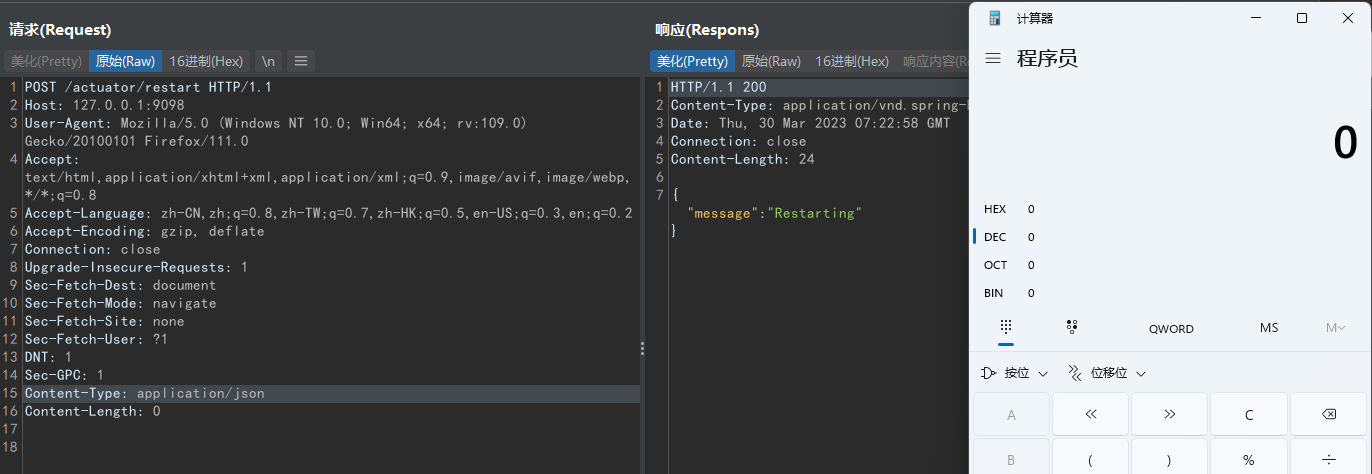 请求(Request)
美化(Pretty) 原始(Raw) 16进制(Hex) \n
1 POST /actuator/restart HTTP/1.1
2 Host: 127.0.0.1:9098
3 User-Agent: Mozilla/5.0 (Windows NT 10.0; Win64; x64; rv:109.0)
Gecko/20100101 Firefox/111.0
4 Accept:
text/html,application/xhtml+xml,application/xml;q=0.9,image/avif,image/webp,
*/*;q=0.8
5 Accept-Language: zh-CN,zh;q=0.8,zh-TW;q=0.7,zh-HK;q=0.5,en-US;q=0.3,en;q=0.2
6 Accept-Encoding: gzip, deflate
7 Connection: close
8 Upgrade-Insecure-Requests: 1
9 Sec-Fetch-Dest: document
10 Sec-Fetch-Mode: navigate
11 Sec-Fetch-Site: none
12 Sec-Fetch-User: ?1
13 DNT: 1
14 Sec-GPC: 1
15 Content-Type: application/json
16 Content-Length: 0
17
18
响应(Respons)
美化(Pretty) 原始(Raw) 16进制(Hex) 响应内容(Re
1 HTTP/1.1 200
2 Content-Type: application/vnd.spring-
3 Date: Thu, 30 Mar 2023 07:22:58 GMT
4 Connection: close
5 Content-Length: 24
6
7 {
"message":"Restarting"
}
计算器
程序员
0
HEX 0
DEC 0
OCT 0
BIN 0
QWORD MS M
按位 位移位
A << >> C
B ( ) % ÷